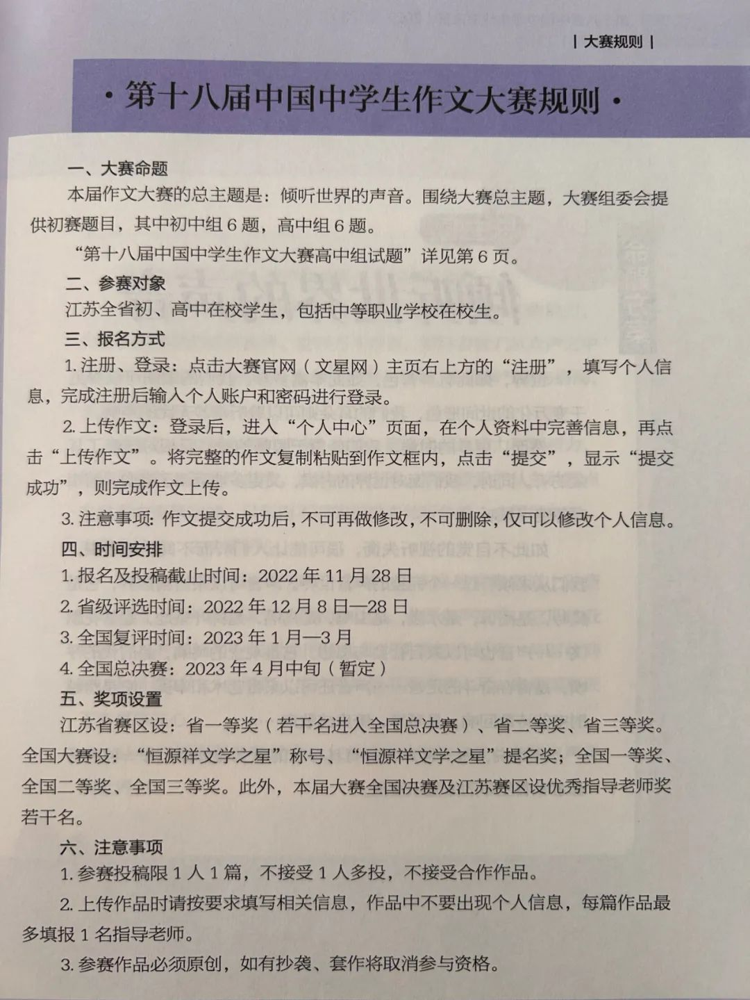 | 大赛规则 |
·第十八届中国中学生作文大赛规则·
一、大赛命题
本届作文大赛的总主题是：倾听世界的声音。围绕大赛总主题，大赛组委会提
供初赛题目，其中初中组 6 题，高中组 6 题。
“第十八届中国中学生作文大赛高中组试题”详见第 6 页。
二、参赛对象
江苏全省初、高中在校学生，包括中等职业学校在校生。
三、报名方式
1. 注册、登录：点击大赛官网（文星网）主页右上方的“注册”，填写个人信
息，完成注册后输入个人账户和密码进行登录。
2. 上传作文：登录后，进入“个人中心”页面，在个人资料中完善信息，再点
击“上传作文”。将完整的作文复制粘贴到作文框内，点击“提交”，显示“提交
成功”，则完成作文上传。
3. 注意事项：作文提交成功后，不可再做修改，不可删除，仅可以修改个人信息。
四、时间安排
1. 报名及投稿截止时间：2022 年 11 月 28 日
2. 省级评选时间：2022 年 12 月 8 日—28 日
3. 全国复评时间：2023 年 1 月—3 月
4. 全国总决赛：2023 年 4 月中旬（暂定）
五、奖项设置
江苏省赛区设：省一等奖（若干名进入全国总决赛）、省二等奖、省三等奖。
全国大赛设：“恒源祥文学之星”称号、“恒源祥文学之星”提名奖；全国一等奖、
全国二等奖、全国三等奖。此外，本届大赛全国决赛及江苏赛区设优秀指导老师奖
若干名。
六、注意事项
1. 参赛投稿限 1 人 1 篇，不接受 1 人多投，不接受合作作品。
2. 上传作品时请按要求填写相关信息，作品中不要出现个人信息，每篇作品最
多填报 1 名指导老师。
3. 参赛作品必须原创，如有抄袭、套作将取消参与资格。